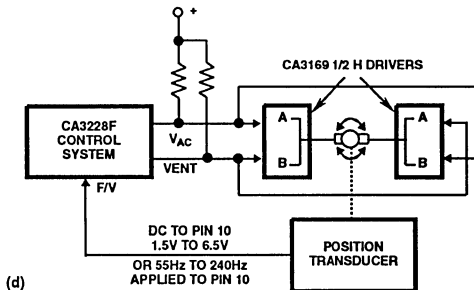 +
CA3169 1/2 H DRIVERS
CA3228F
CONTROL
SYSTEM
VAC
VENT
F/V
A
B
A
B
DC TO PIN 10
1.5V TO 6.5V
OR 55Hz TO 240Hz
APPLIED TO PIN 10
POSITION
TRANSDUCER
(d)